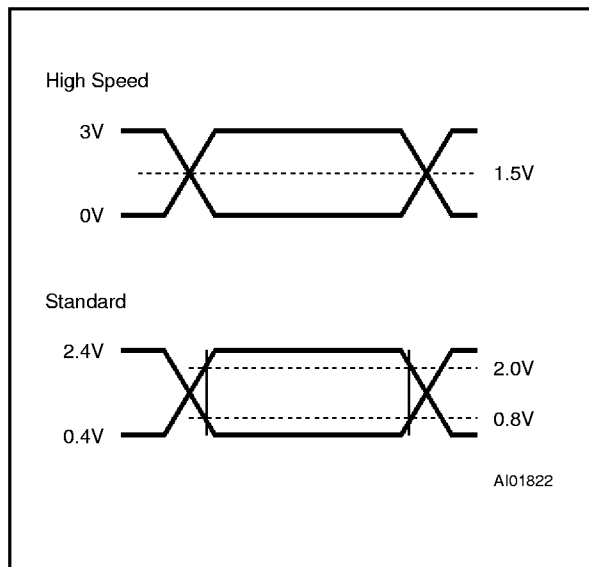 High Speed
3V
1.5V
0V
Standard
2.4V
2.0V
0.8V
0.4V
AI01822